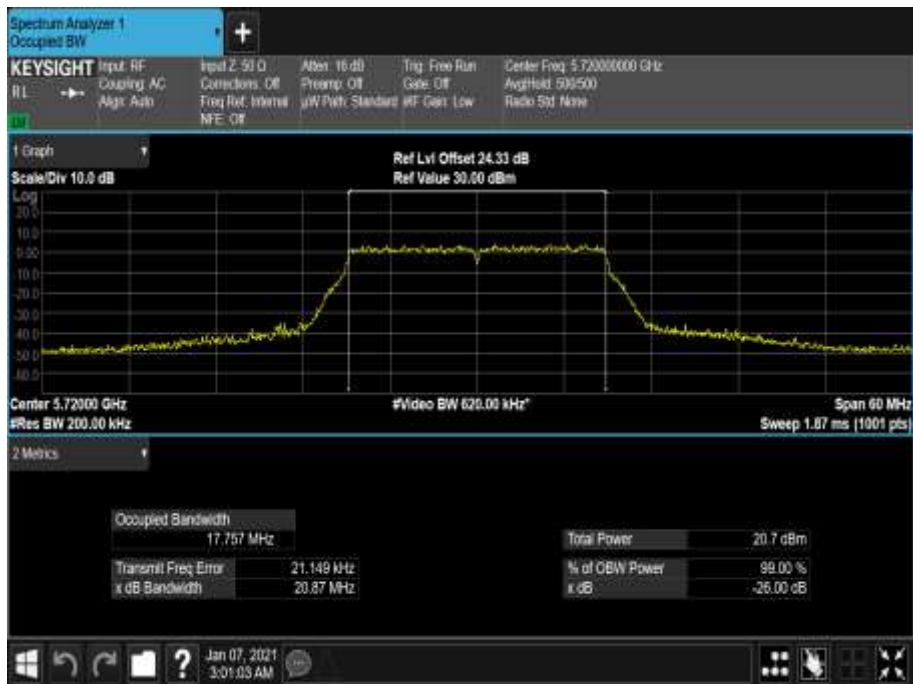 Spectrum Analyzer 1
Occupied BW
+
KEYSIGHT Input: RF Input Z: 50 Ω Atten: 16 dB Trig: Free Run Center Freq: 5.720000000 GHz
RL Coupling: AC Corrections: Off Preamp: Off Gate: Off Avg|Hold: 500/500
Align: Auto Freq Ref: Internal µW Path: Standard #IF Gain: Low Radio Std: None
NFE: Off
1 Graph
Ref Lvl Offset 24.33 dB
Scale/Div 10.0 dB Ref Value 30.00 dBm
Log
20.0
10.0
0.00
-10.0
-20.0
-30.0
-40.0
-50.0
-60.0
Center 5.72000 GHz #Video BW 620.00 kHz* Span 60 MHz
#Res BW 200.00 kHz Sweep 1.87 ms (1001 pts)
2 Metrics
Occupied Bandwidth
17.757 MHz Total Power 20.7 dBm
Transmit Freq Error 21.149 kHz % of OBW Power 99.00 %
x dB Bandwidth 20.87 MHz x dB -26.00 dB
? Jan 07, 2021
3:01:03 AM